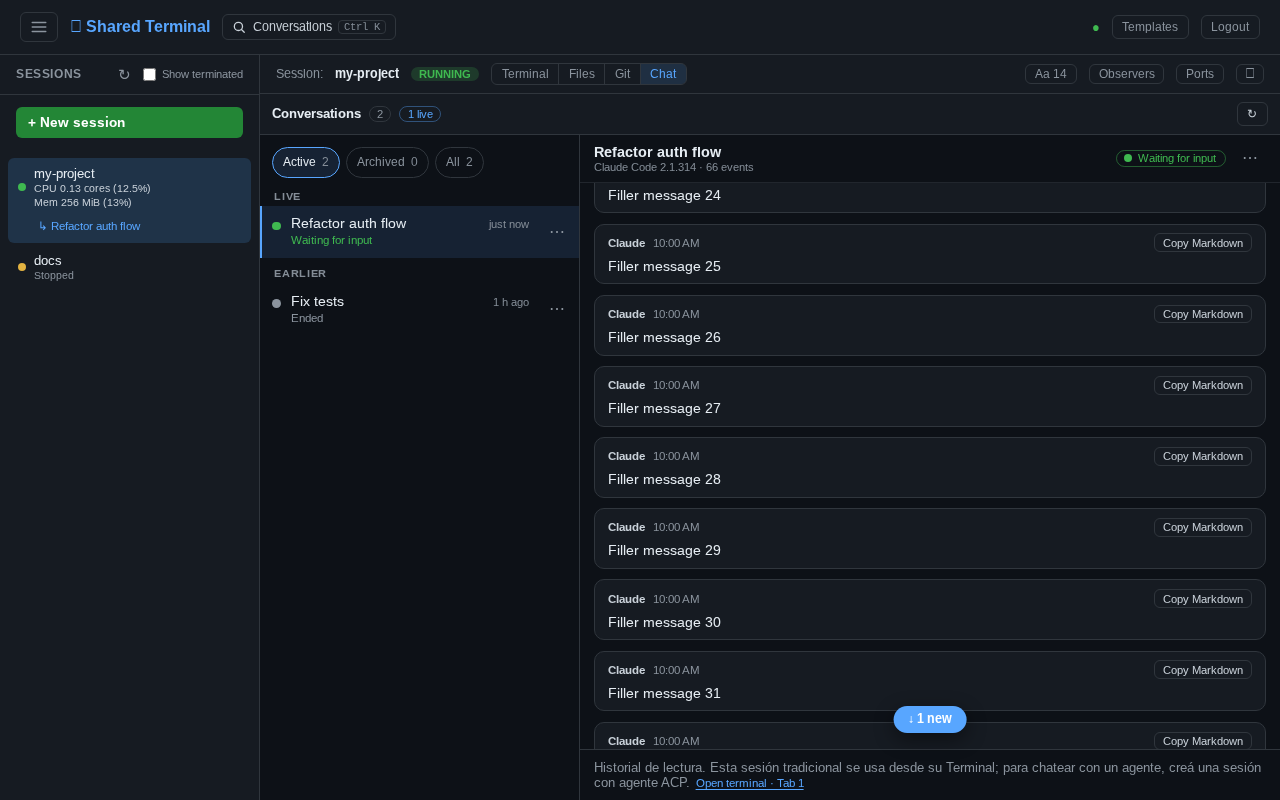 Shared Terminal
Conversations Ctrl K
Templates
Logout
SESSIONS
↻
Show terminated
+ New session
my-project
CPU 0.13 cores (12.5%)
Mem 256 MiB (13%)
↳ Refactor auth flow
docs
Stopped
Session: my-project RUNNING
Terminal Files Git Chat
Aa 14
Observers
Ports
Conversations 2 1 live
↻
Active 2
Archived 0
All 2
LIVE
Refactor auth flow just now
Waiting for input
⋯
EARLIER
Fix tests 1 h ago
Ended
⋯
Refactor auth flow
Claude Code 2.1.314 · 66 events
Waiting for input
⋯
Filler message 24
Claude 10:00 AM Copy Markdown
Filler message 25
Claude 10:00 AM Copy Markdown
Filler message 26
Claude 10:00 AM Copy Markdown
Filler message 27
Claude 10:00 AM Copy Markdown
Filler message 28
Claude 10:00 AM Copy Markdown
Filler message 29
Claude 10:00 AM Copy Markdown
Filler message 30
Claude 10:00 AM Copy Markdown
Filler message 31
↓ 1 new
Claude 10:00 AM Copy Markdown
Historial de lectura. Esta sesión tradicional se usa desde su Terminal; para chatear con un agente, creá una sesión
con agente ACP. Open terminal · Tab 1